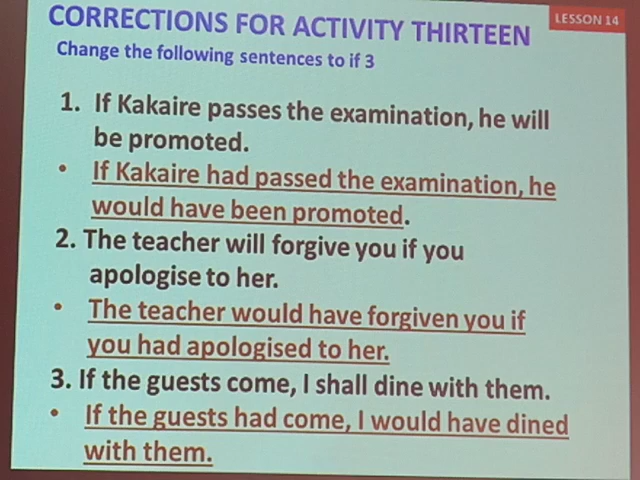 CORRECTIONS FOR ACTIVITY THIRTEEN
LESSON 14
Change the following sentences to if 3
1. If Kakaire passes the examination, he will
be promoted.
• If Kakaire had passed the examination, he
would have been promoted.
2. The teacher will forgive you if you
apologise to her.
• The teacher would have forgiven you if
you had apologised to her.
3. If the guests come, I shall dine with them.
• If the guests had come, I would have dined
with them.